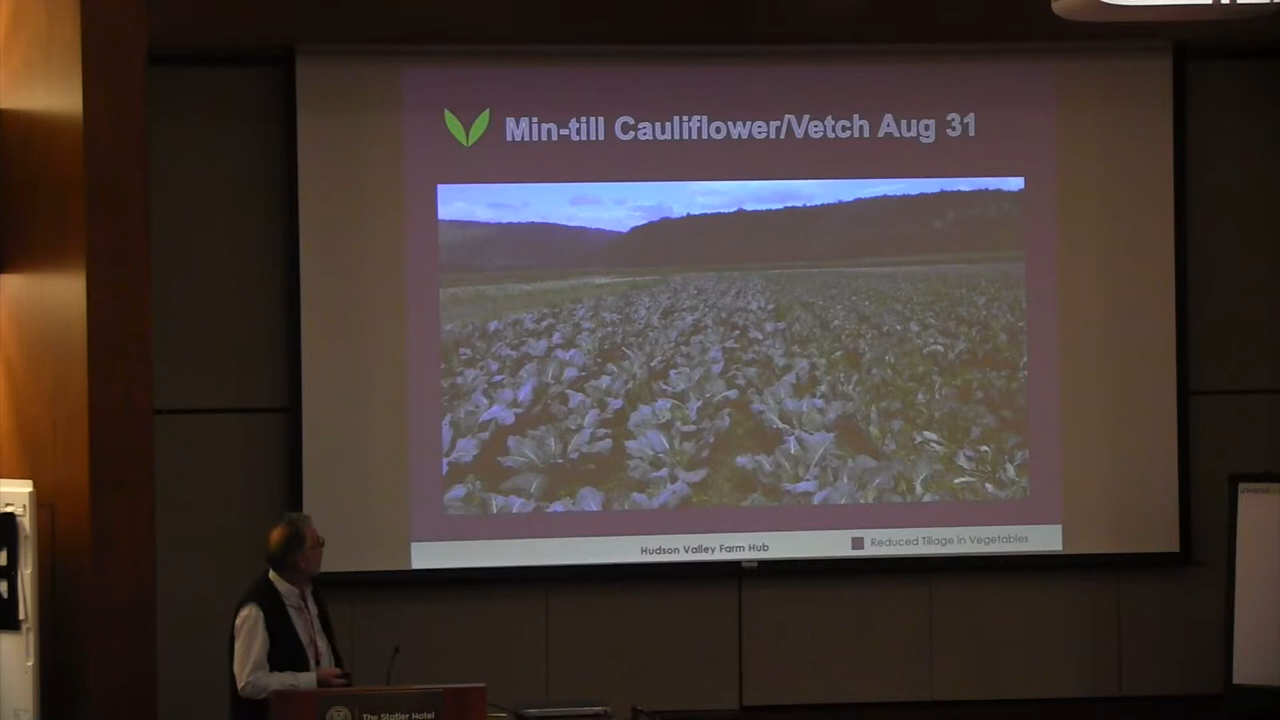 Min-till Cauliflower/Vetch Aug 31
Hudson Valley Farm Hub
Reduced Tillage in Vegetables
The Statler Hotel